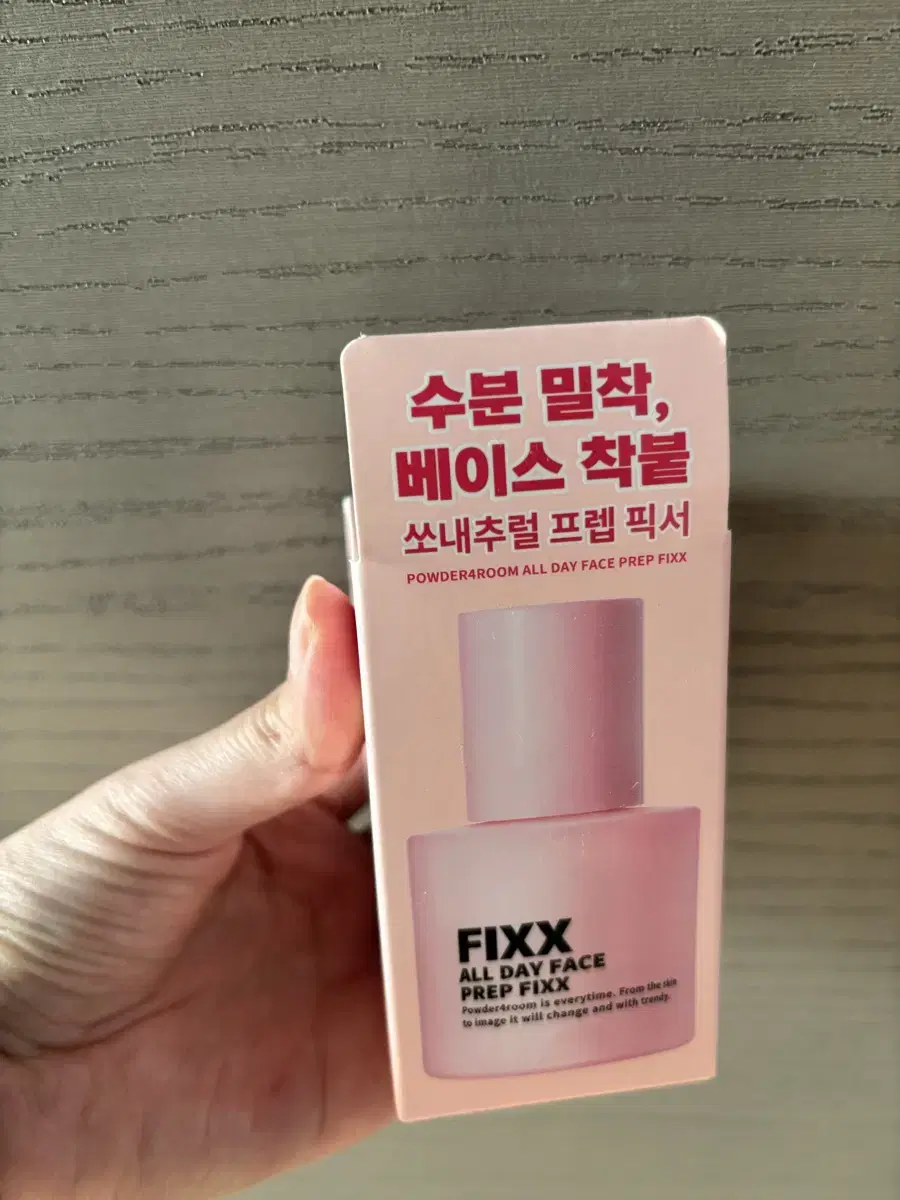 수분 밀착,
베이스 착붙
쏘내추럴 프렙 픽서
POWDER4ROOM ALL DAY FACE PREP FIXX
FIXX
ALL DAY FACE
PREP FIXX
Powder4room is everytime. From the skin
to image it will change and with trendy.